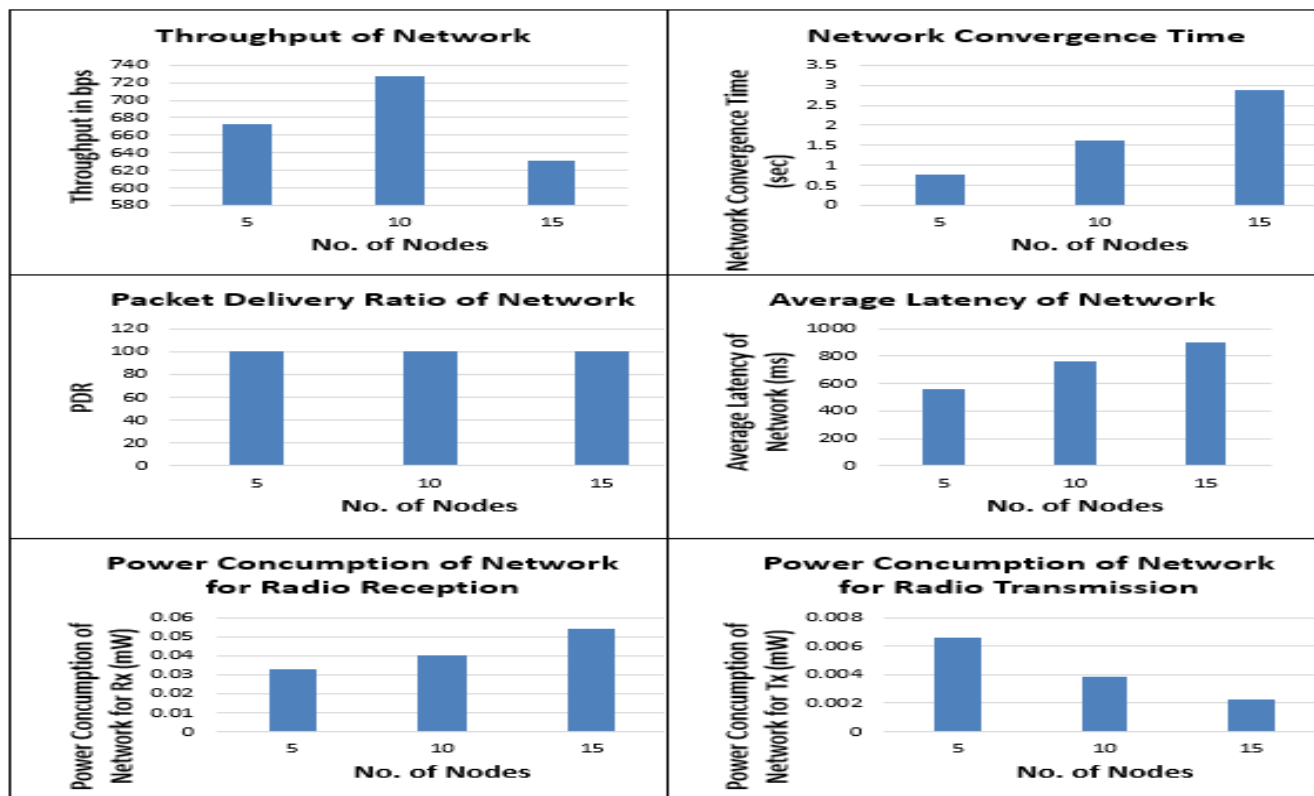 Throughput of Network
Throughput in bps
740
720
700
680
660
640
620
600
580
5 10 15
No. of Nodes
Network Convergence Time
Network Convergence Time
(sec)
3.5
3
2.5
2
1.5
1
0.5
0
5 10 15
No. of Nodes
Packet Delivery Ratio of Network
PDR
120
100
80
60
40
20
0
5 10 15
No. of Nodes
Average Latency of Network
Average Latency of
Network (ms)
1000
800
600
400
200
0
5 10 15
No. of Nodes
Power Concumption of Network
for Radio Reception
Power Concumption of
Network for Rx (mW)
0.06
0.05
0.04
0.03
0.02
0.01
0
5 10 15
No. of Nodes
Power Concumption of Network
for Radio Transmission
Power Concumption of
Network for Tx (mW)
0.008
0.006
0.004
0.002
0
5 10 15
No. of Nodes